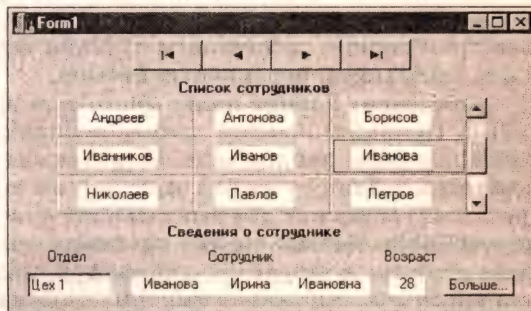 Form1
Список сотрудников
Андреев Антонова Борисов
Иванников Иванов Иванова
Николаев Павлов Петров
Сведения о сотруднике
Отдел Сотрудник Возраст
Цех 1 Иванова Ирина Ивановна 28 Больше...